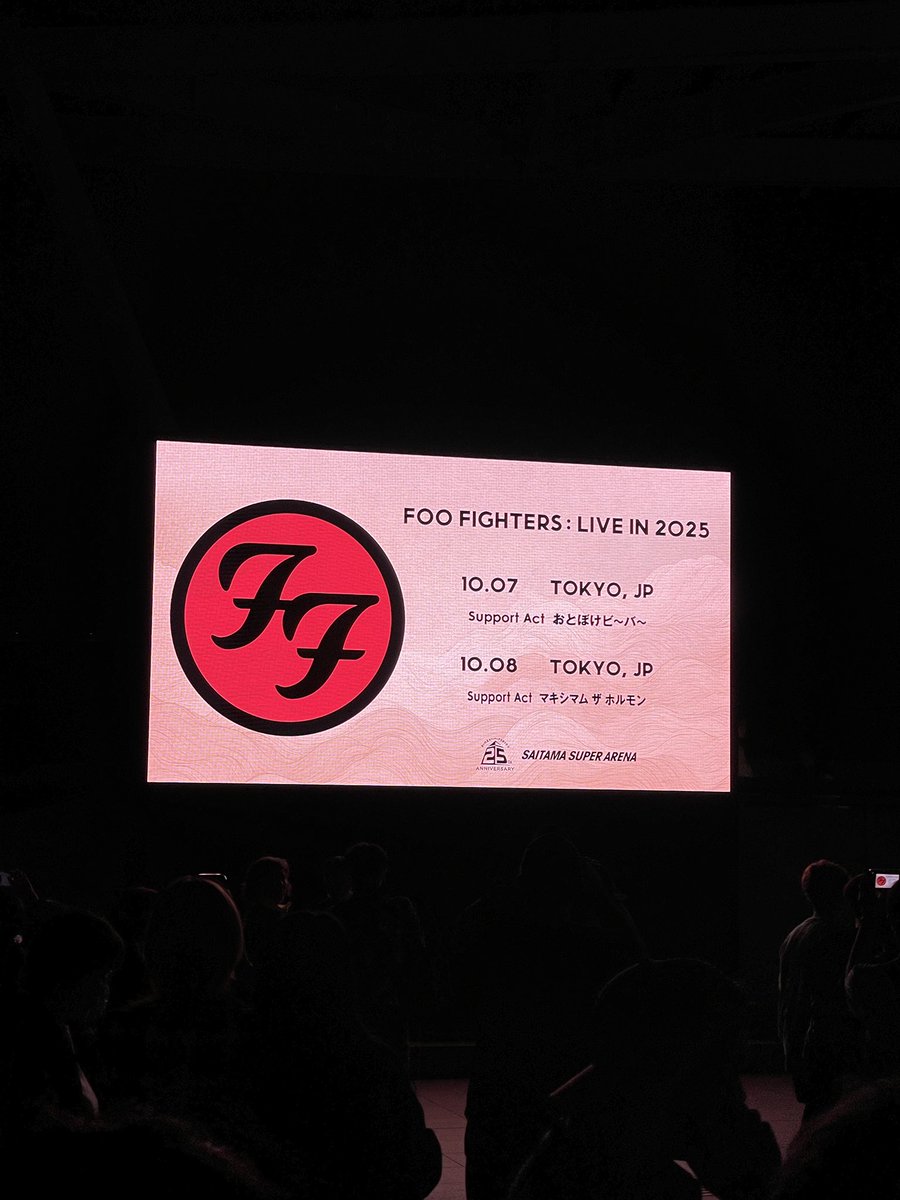 FF
FOO FIGHTERS : LIVE IN 2025
10.07 TOKYO, JP
Support Act おとぼけビ～バ～
10.08 TOKYO, JP
Support Act マキシマム ザ ホルモン
25
ANNIVERSARY
SAITAMA SUPER ARENA